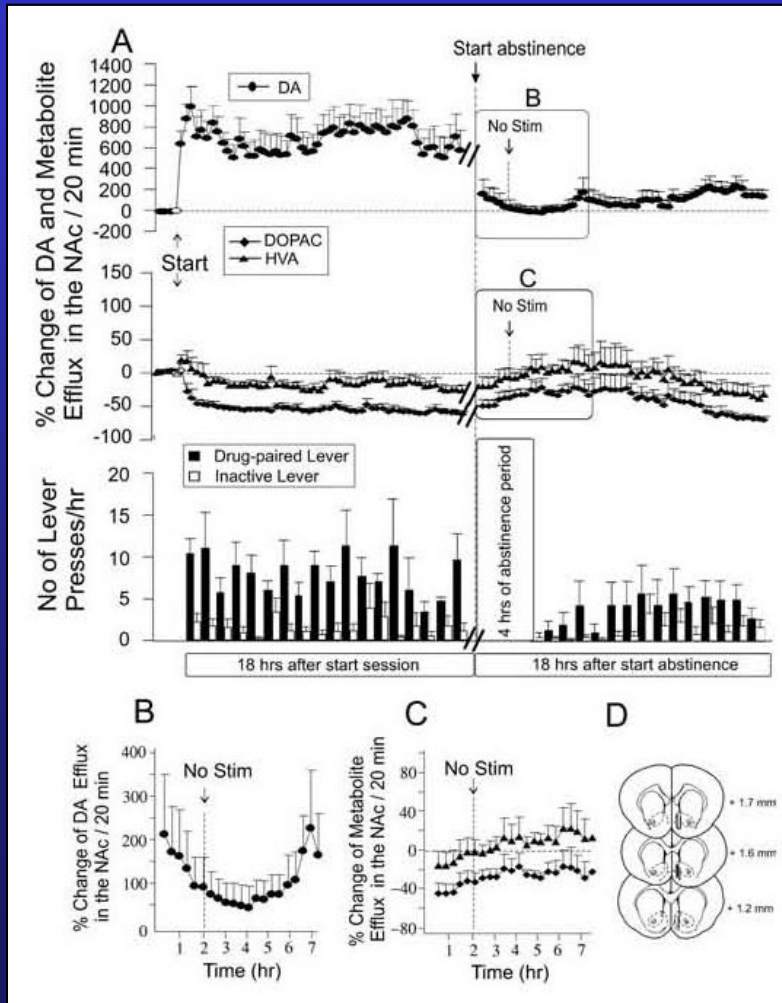 A
Start abstinence
1400
1200
1000
800
600
400
200
0
-200
DA
B
No Stim
% Change of DA and Metabolite
Efflux in the NAc / 20 min
Start
DOPAC
HVA
150
100
50
0
-50
-100
C
No Stim
Drug-paired Lever
Inactive Lever
No of Lever
Presses/hr
20
15
10
5
0
4 hrs of abstinence period
18 hrs after start session
18 hrs after start abstinence
B
% Change of DA Efflux
in the NAc / 20 min
400
300
200
100
0
No Stim
1 2 3 4 5 6 7
Time (hr)
C
% Change of Metabolite
Efflux in the NAc / 20 min
80
40
0
-40
-80
No Stim
1 2 3 4 5 6 7
Time (hr)
D
+ 1.7 mm
+ 1.6 mm
+ 1.2 mm